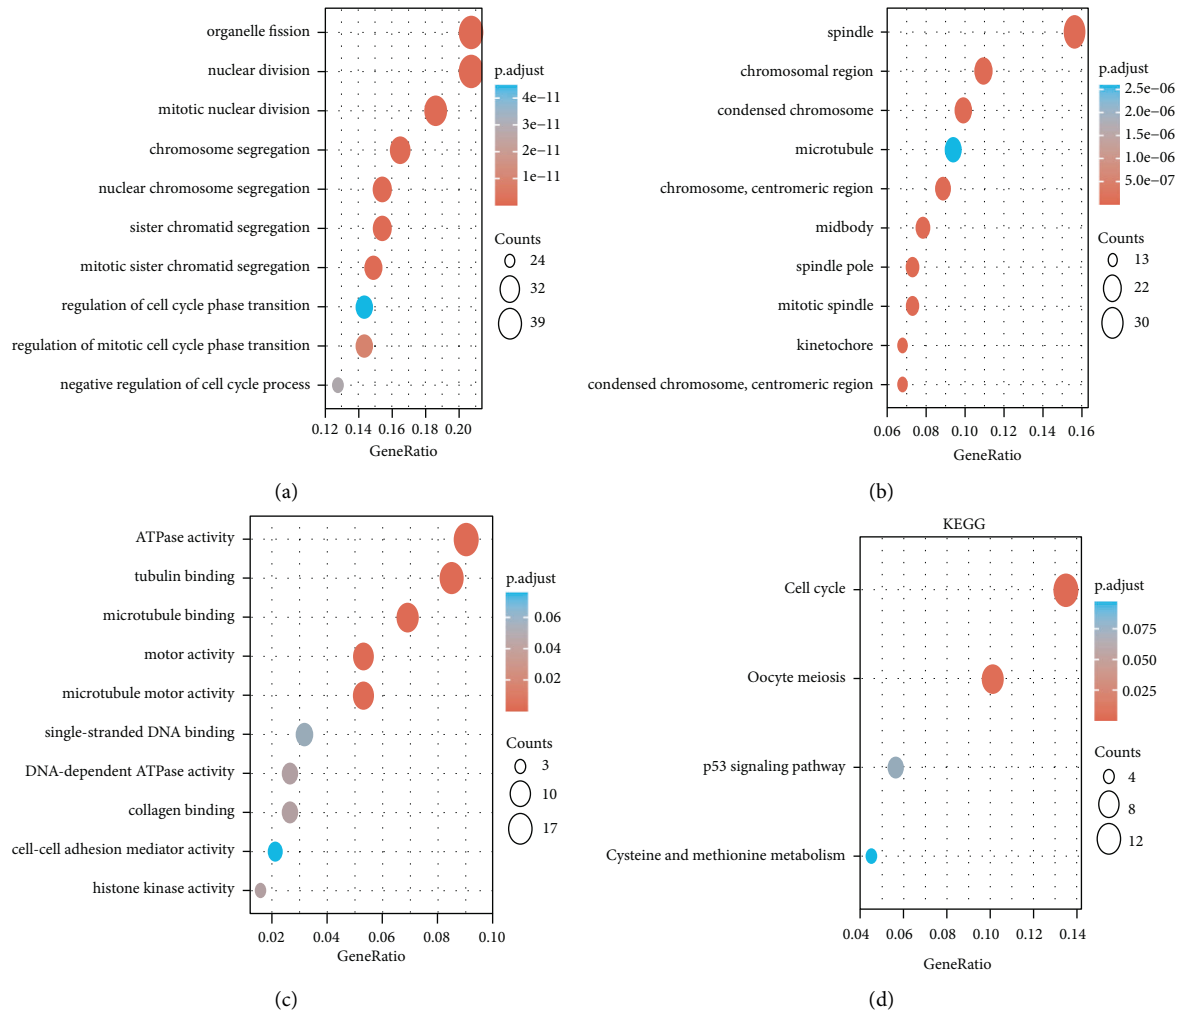 organelle fission
nuclear division
mitotic nuclear division
chromosome segregation
nuclear chromosome segregation
sister chromatid segregation
mitotic sister chromatid segregation
regulation of cell cycle phase transition
regulation of mitotic cell cycle phase transition
negative regulation of cell cycle process
0.12 0.14 0.16 0.18 0.20
GeneRatio
p.adjust
4e−11
3e−11
2e−11
1e−11
Counts
24
32
39
(a)
spindle
chromosomal region
condensed chromosome
microtubule
chromosome, centromeric region
midbody
spindle pole
mitotic spindle
kinetochore
condensed chromosome, centromeric region
0.06 0.08 0.10 0.12 0.14 0.16
GeneRatio
p.adjust
2.5e−06
2.0e−06
1.5e−06
1.0e−06
5.0e−07
Counts
13
22
30
(b)
ATPase activity
tubulin binding
microtubule binding
motor activity
microtubule motor activity
single-stranded DNA binding
DNA-dependent ATPase activity
collagen binding
cell-cell adhesion mediator activity
histone kinase activity
0.02 0.04 0.06 0.08 0.10
GeneRatio
p.adjust
0.06
0.04
0.02
Counts
3
10
17
(c)
KEGG
Cell cycle
Oocyte meiosis
p53 signaling pathway
Cysteine and methionine metabolism
0.04 0.06 0.08 0.10 0.12 0.14
GeneRatio
p.adjust
0.075
0.050
0.025
Counts
4
8
12
(d)